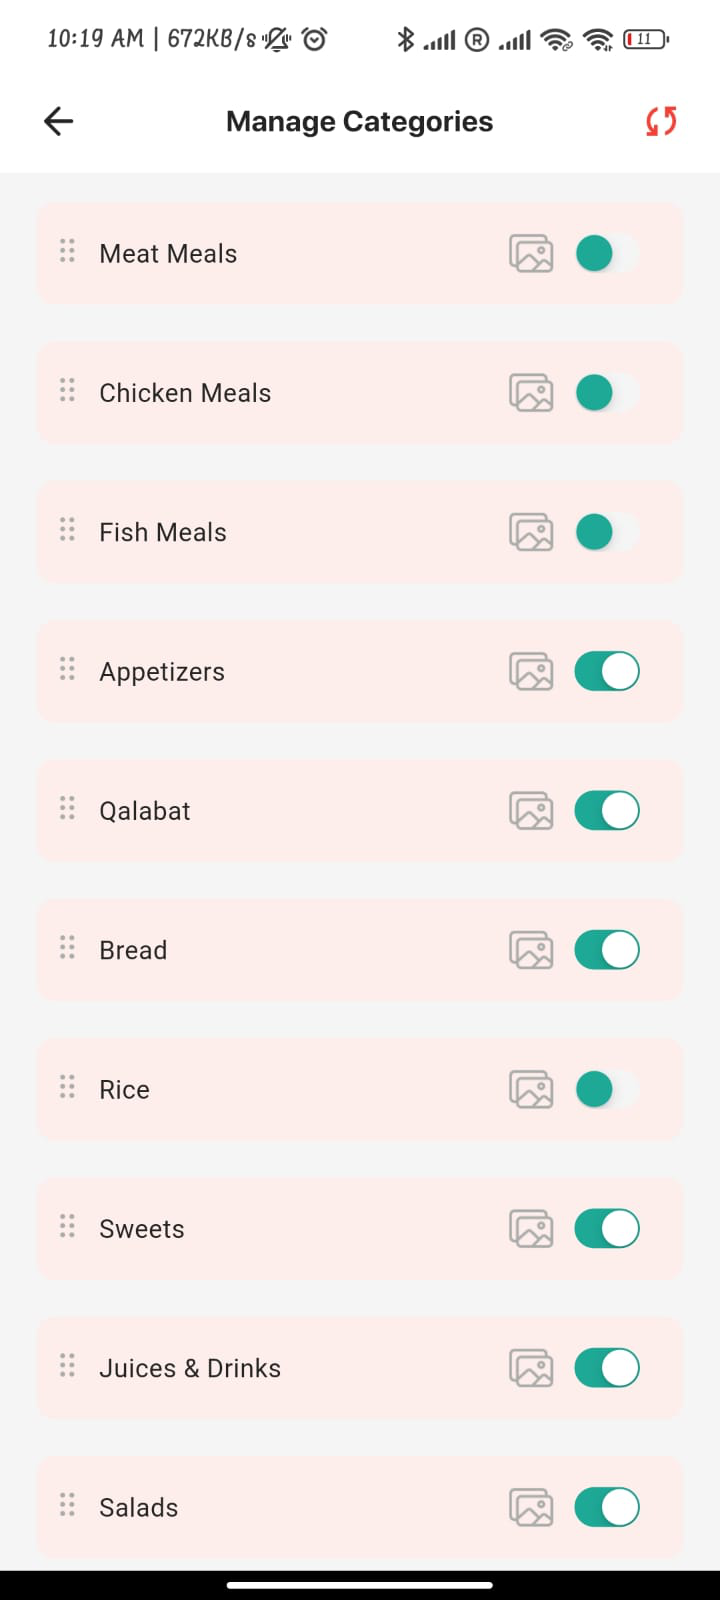 10:19 AM | 672KB/s R 11
Manage Categories
Meat Meals
Chicken Meals
Fish Meals
Appetizers
Qalabat
Bread
Rice
Sweets
Juices & Drinks
Salads